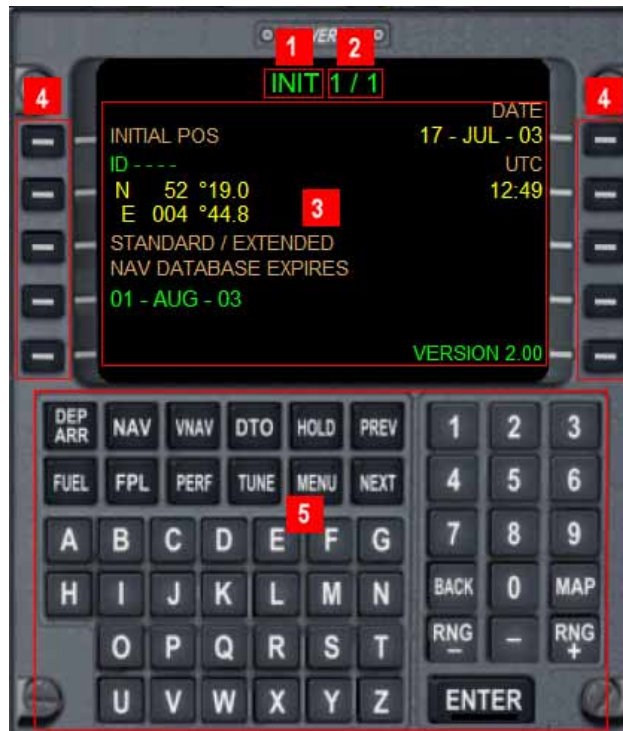 VER
1
2
INIT 1 / 1
4
4
DATE
INITIAL POS
17 - JUL - 03
ID - - - -
UTC
N 52 °19.0
12:49
E 004 °44.8
3
STANDARD / EXTENDED
NAV DATABASE EXPIRES
01 - AUG - 03
VERSION 2.00
DEP ARR NAV VNAV DTO HOLD PREV 1 2 3
FUEL FPL PERF TUNE MENU NEXT 4 5 6
5
A B C D E F G 7 8 9
H I J K L M N BACK 0 MAP
O P Q R S T RNG – – RNG +
U V W X Y Z ENTER